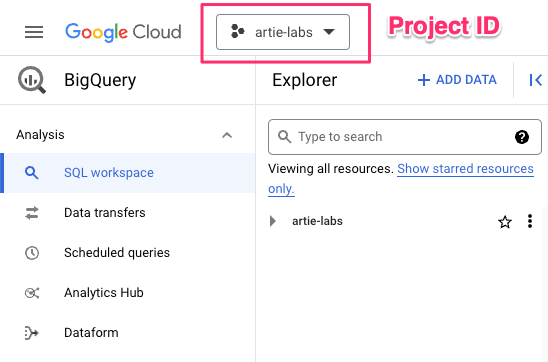 Google Cloud
artie-labs
Project ID
BigQuery
Explorer
+ ADD DATA
Analysis
SQL workspace
Data transfers
Scheduled queries
Analytics Hub
Dataform
Type to search
Viewing all resources. Show starred resources
only.
artie-labs